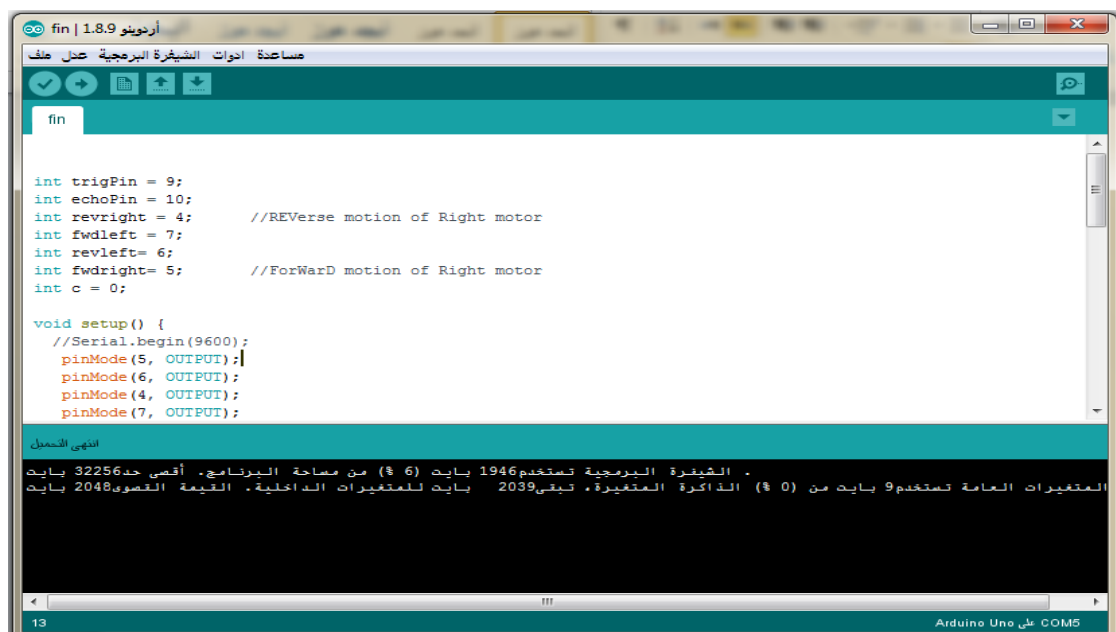 fin | أردوينو 1.8.9
ملف عدل الشيفرة البرمجية ادوات مساعدة
fin
int trigPin = 9;
int echoPin = 10;
int revright = 4;      //REVerse motion of Right motor
int fwdleft = 7;
int revleft= 6;
int fwdright= 5;       //ForWarD motion of Right motor
int c = 0;
void setup() {
//Serial.begin(9600);
pinMode(5, OUTPUT);
pinMode(6, OUTPUT);
pinMode(4, OUTPUT);
pinMode(7, OUTPUT);
انتهى التحميل
الشيفرة البرمجية تستخدم1946 بايت (6 %) من مساحة البرنامج. أقصى حد32256 بايت .
المتغيرات العامة تستخدم9 بايت من (0 %) الذاكرة المتغيرة، تبقى2039 بايت للمتغيرات الداخلية. القيمة القصوى2048 بايت
13
Arduino Uno على COM5